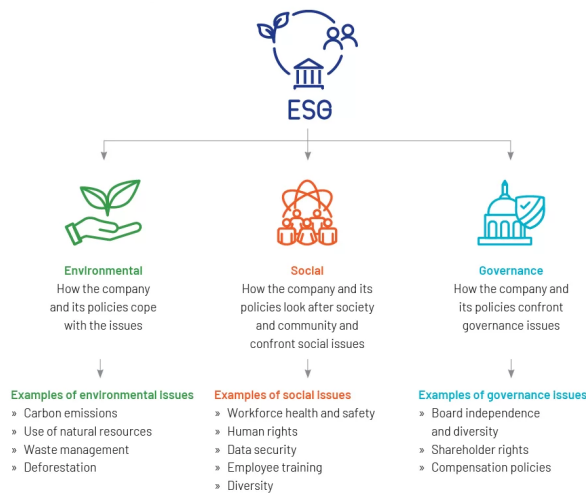 ESG
Environmental
How the company
and its policies cope
with the issues
Social
How the company and its
policies look after society
and community and
confront social issues
Governance
How the company and
its policies confront
governance issues
Examples of environmental issues
» Carbon emissions
» Use of natural resources
» Waste management
» Deforestation
Examples of social issues
» Workforce health and safety
» Human rights
» Data security
» Employee training
» Diversity
Examples of governance issues
» Board independence
and diversity
» Shareholder rights
» Compensation policies